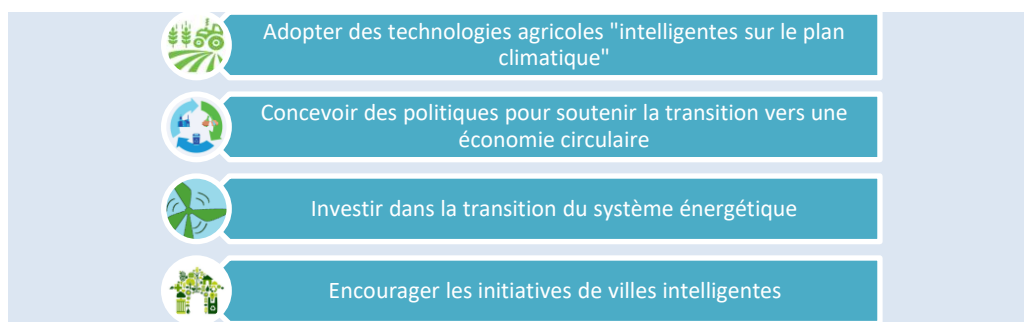 Adopter des technologies agricoles "intelligentes sur le plan
climatique"
Concevoir des politiques pour soutenir la transition vers une
économie circulaire
Investir dans la transition du système énergétique
Encourager les initiatives de villes intelligentes